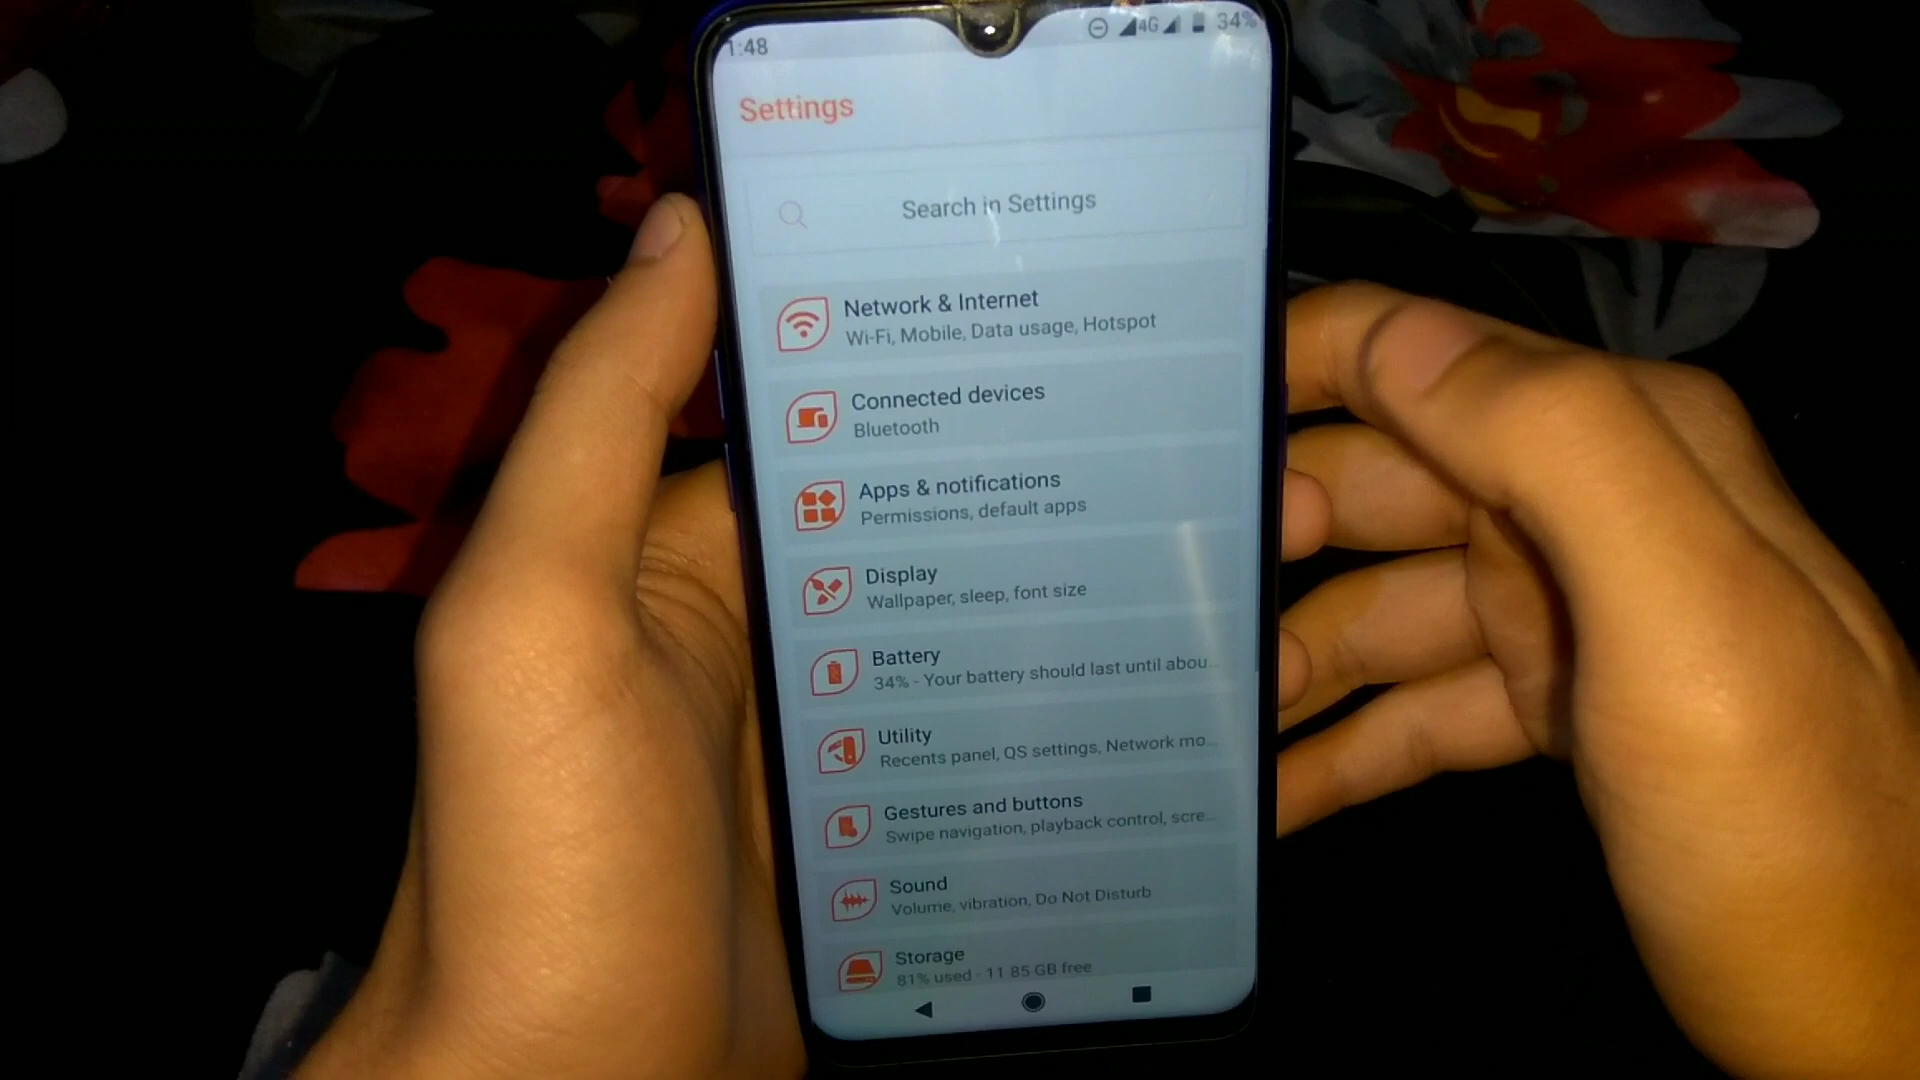 1:48
4G 34%
Settings
Search in Settings
Network & Internet
Wi-Fi, Mobile, Data usage, Hotspot
Connected devices
Bluetooth
Apps & notifications
Permissions, default apps
Display
Wallpaper, sleep, font size
Battery
34% - Your battery should last until abou...
Utility
Recents panel, QS settings, Network mo...
Gestures and buttons
Swipe navigation, playback control, scre...
Sound
Volume, vibration, Do Not Disturb
Storage
81% used - 11.85 GB free